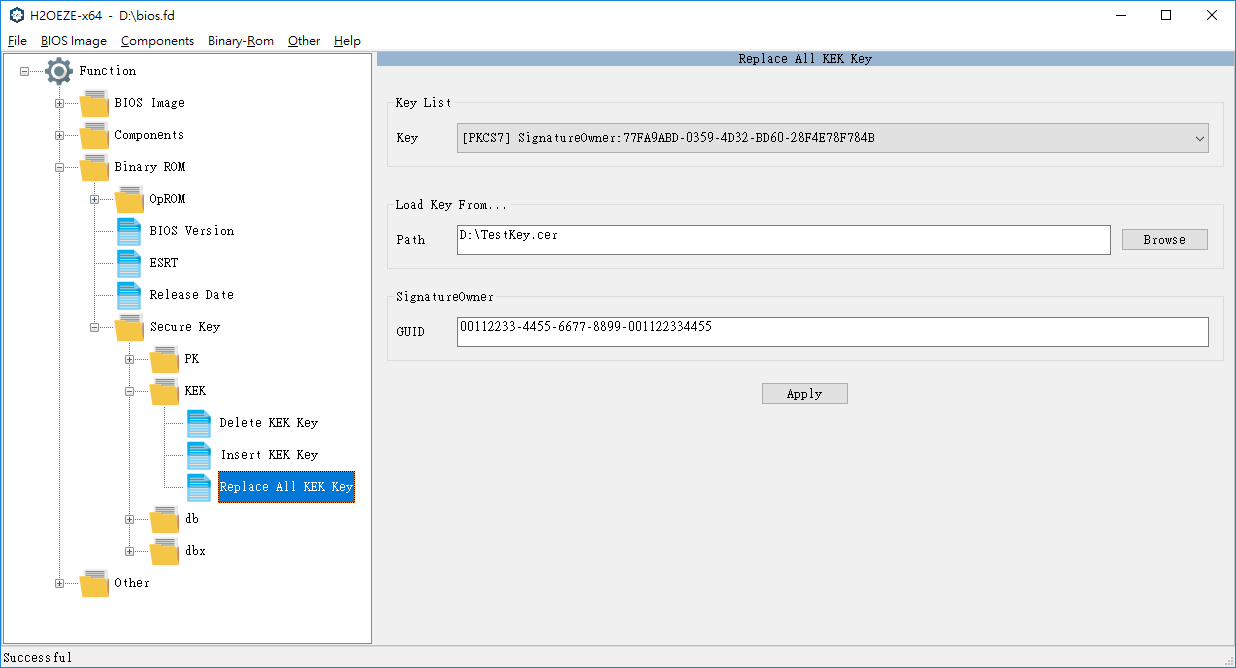 H2OEZE-x64 - D:\bios.fd
File BIOS Image Components Binary-Rom Other Help
Function
BIOS Image
Components
Binary ROM
OpROM
BIOS Version
ESRT
Release Date
Secure Key
PK
KEK
Delete KEK Key
Insert KEK Key
Replace All KEK Key
db
dbx
Other
Replace All KEK Key
Key List
Key [PKCS7] SignatureOwner:77FA9ABD-0359-4D32-BD60-28F4E78F784B
Load Key From...
Path D:\TestKey.cer Browse
SignatureOwner
GUID 00112233-4455-6677-8899-001122334455
Apply
Successful